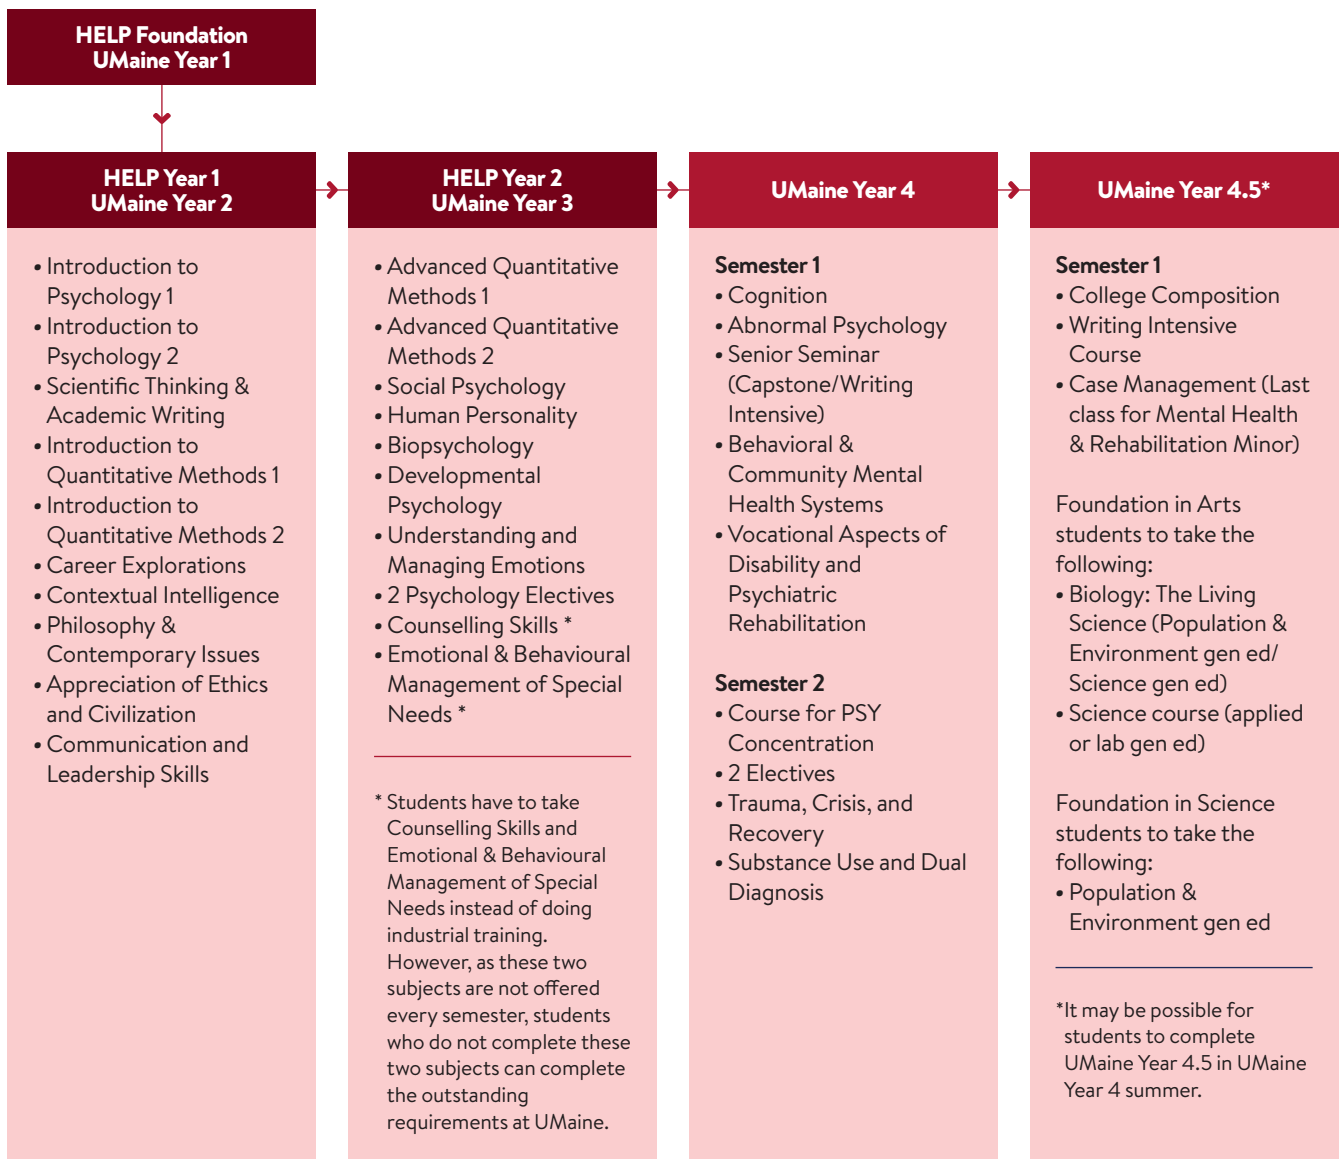 HELP Foundation
UMaine Year 1
HELP Year 1
UMaine Year 2
• Introduction to
Psychology 1
• Introduction to
Psychology 2
• Scientific Thinking &
Academic Writing
• Introduction to
Quantitative Methods 1
• Introduction to
Quantitative Methods 2
• Career Explorations
• Contextual Intelligence
• Philosophy &
Contemporary Issues
• Appreciation of Ethics
and Civilization
• Communication and
Leadership Skills
HELP Year 2
UMaine Year 3
• Advanced Quantitative
Methods 1
• Advanced Quantitative
Methods 2
• Social Psychology
• Human Personality
• Biopsychology
• Developmental
Psychology
• Understanding and
Managing Emotions
• 2 Psychology Electives
• Counselling Skills *
• Emotional & Behavioural
Management of Special
Needs *
* Students have to take
Counselling Skills and
Emotional & Behavioural
Management of Special
Needs instead of doing
industrial training.
However, as these two
subjects are not offered
every semester, students
who do not complete these
two subjects can complete
the outstanding
requirements at UMaine.
UMaine Year 4
Semester 1
• Cognition
• Abnormal Psychology
• Senior Seminar
(Capstone/Writing
Intensive)
• Behavioral &
Community Mental
Health Systems
• Vocational Aspects of
Disability and
Psychiatric
Rehabilitation
Semester 2
• Course for PSY
Concentration
• 2 Electives
• Trauma, Crisis, and
Recovery
• Substance Use and Dual
Diagnosis
UMaine Year 4.5*
Semester 1
• College Composition
• Writing Intensive
Course
• Case Management (Last
class for Mental Health
& Rehabilitation Minor)
Foundation in Arts
students to take the
following:
• Biology: The Living
Science (Population &
Environment gen ed/
Science gen ed)
• Science course (applied
or lab gen ed)
Foundation in Science
students to take the
following:
• Population &
Environment gen ed
*It may be possible for
students to complete
UMaine Year 4.5 in UMaine
Year 4 summer.